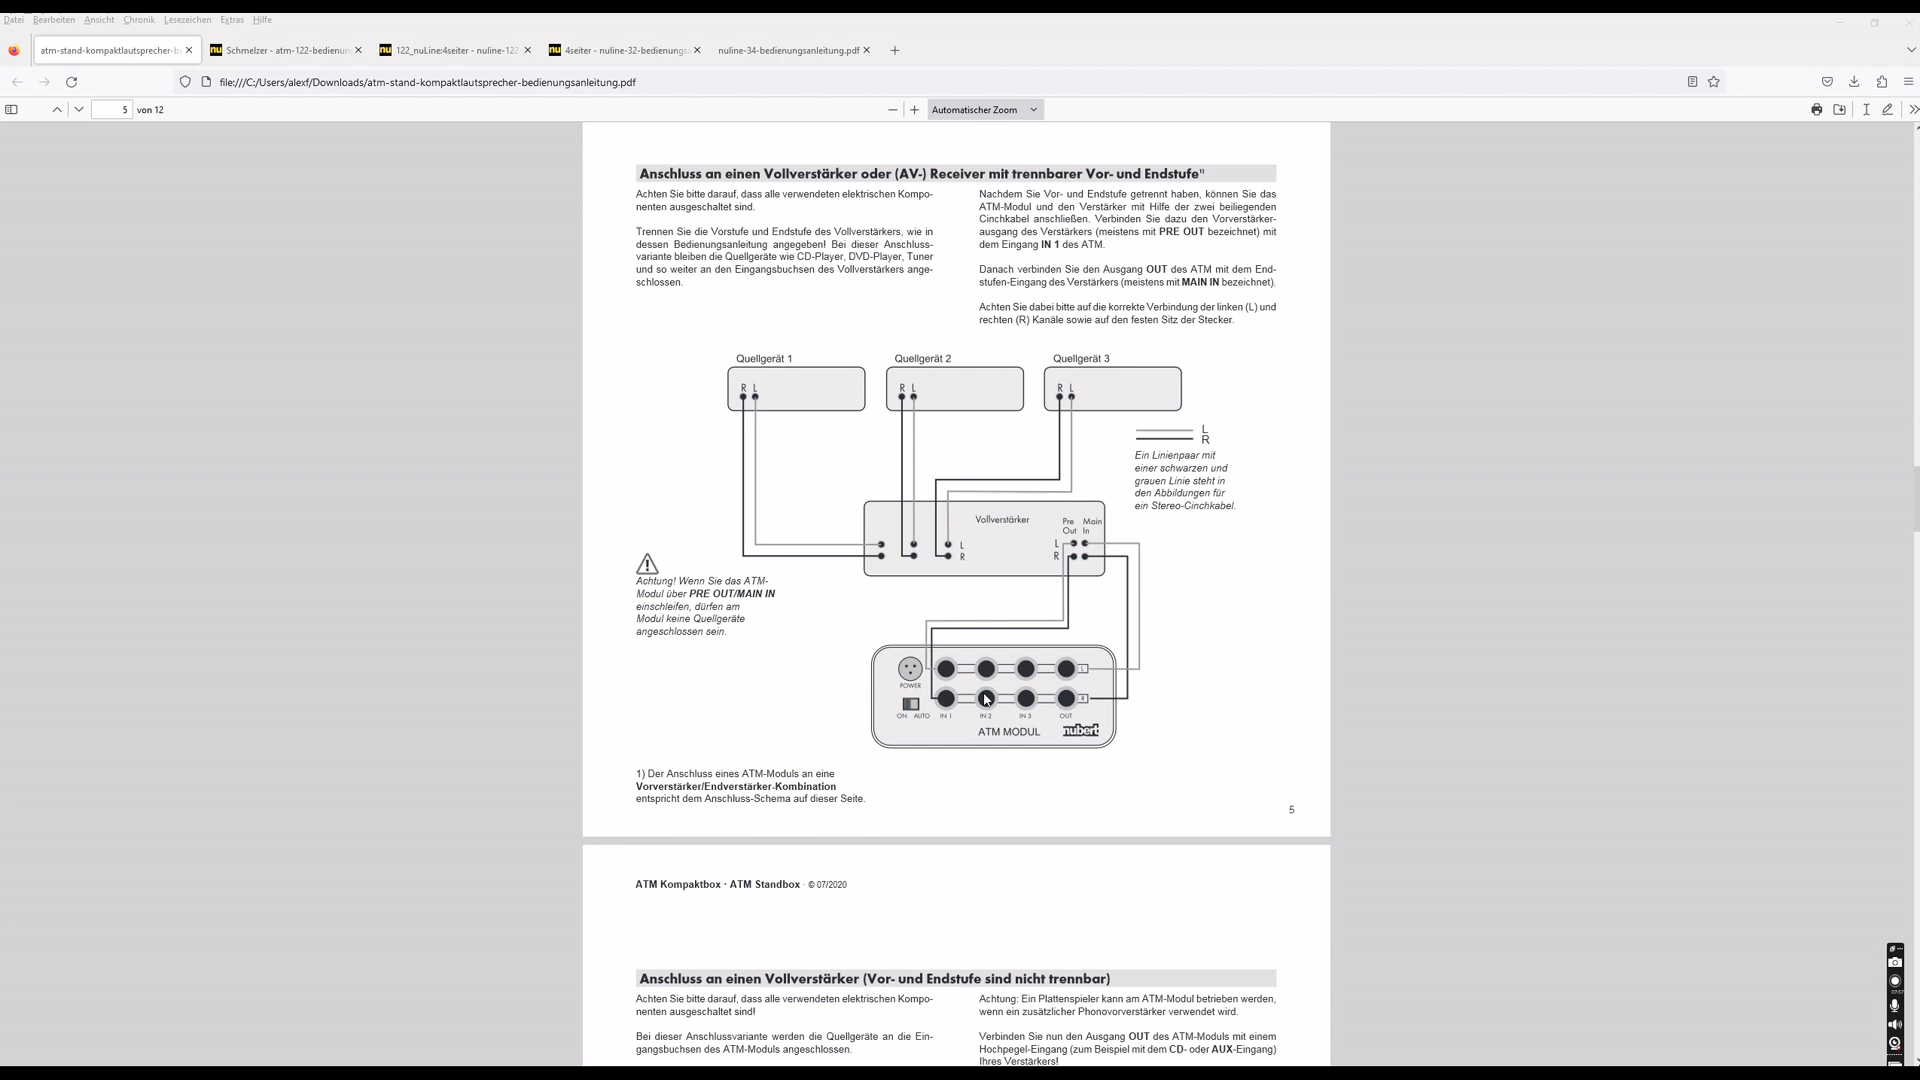 Datei Bearbeiten Ansicht Chronik Lesezeichen Extras Hilfe
atm-stand-kompaktlautsprecher-be
Schmelzer - atm-122-bedienun
122_nuLine:4seiter - nuline-122
4seiter - nuline-32-bedienungsa
nuline-34-bedienungsanleitung.pdf
file:///C:/Users/alexf/Downloads/atm-stand-kompaktlautsprecher-bedienungsanleitung.pdf
5 von 12
Automatischer Zoom
Anschluss an einen Vollverstärker oder (AV-) Receiver mit trennbarer Vor- und Endstufe¹⁾
Achten Sie bitte darauf, dass alle verwendeten elektrischen Kompo-
nenten ausgeschaltet sind.
Trennen Sie die Vorstufe und Endstufe des Vollverstärkers, wie in
dessen Bedienungsanleitung angegeben! Bei dieser Anschluss-
variante bleiben die Quellgeräte wie CD-Player, DVD-Player, Tuner
und so weiter an den Eingangsbuchsen des Vollverstärkers ange-
schlossen.
Nachdem Sie Vor- und Endstufe getrennt haben, können Sie das
ATM-Modul und den Verstärker mit Hilfe der zwei beiliegenden
Cinchkabel anschließen. Verbinden Sie dazu den Vorverstärker-
ausgang des Verstärkers (meistens mit PRE OUT bezeichnet) mit
dem Eingang IN 1 des ATM.
Danach verbinden Sie den Ausgang OUT des ATM mit dem End-
stufen-Eingang des Verstärkers (meistens mit MAIN IN bezeichnet).
Achten Sie dabei bitte auf die korrekte Verbindung der linken (L) und
rechten (R) Kanäle sowie auf den festen Sitz der Stecker.
Quellgerät 1
Quellgerät 2
Quellgerät 3
R L
R L
R L
L
R
Ein Linienpaar mit
einer schwarzen und
grauen Linie steht in
den Abbildungen für
ein Stereo-Cinchkabel.
Vollverstärker
Pre Main
Out In
L
R
L
R
Achtung! Wenn Sie das ATM-
Modul über PRE OUT/MAIN IN
einschleifen, dürfen am
Modul keine Quellgeräte
angeschlossen sein.
L
POWER
R
ON AUTO IN 1 IN 2 IN 3 OUT
ATM MODUL nubert
1) Der Anschluss eines ATM-Moduls an eine
Vorverstärker/Endverstärker-Kombination
entspricht dem Anschluss-Schema auf dieser Seite.
5
ATM Kompaktbox · ATM Standbox · © 07/2020
Anschluss an einen Vollverstärker (Vor- und Endstufe sind nicht trennbar)
Achten Sie bitte darauf, dass alle verwendeten elektrischen Kompo-
nenten ausgeschaltet sind!
Bei dieser Anschlussvariante werden die Quellgeräte an die Ein-
gangsbuchsen des ATM-Moduls angeschlossen.
Achtung: Ein Plattenspieler kann am ATM-Modul betrieben werden,
wenn ein zusätzlicher Phonovorverstärker verwendet wird.
Verbinden Sie nun den Ausgang OUT des ATM-Moduls mit einem
Hochpegel-Eingang (zum Beispiel mit dem CD- oder AUX-Eingang)
Ihres Verstärkers!